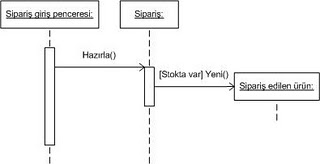 Sipariş giriş penceresi:
Sipariş:
Hazırla()
[Stokta var] Yeni()
Sipariş edilen ürün: